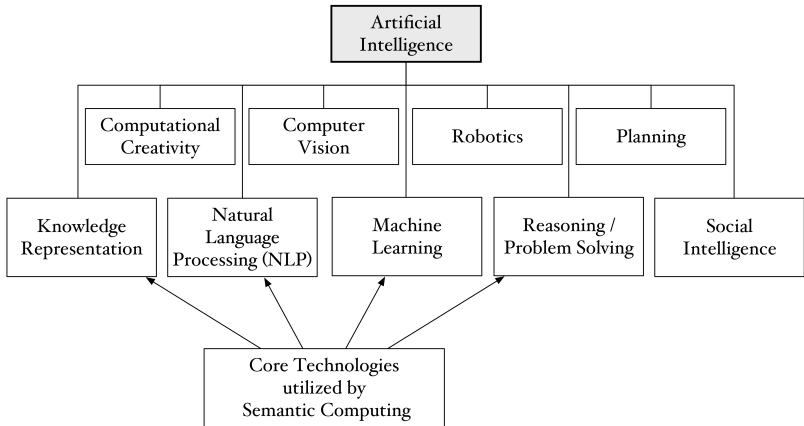 Artificial
Intelligence
Computational
Creativity
Computer
Vision
Robotics
Planning
Knowledge
Representation
Natural
Language
Processing (NLP)
Machine
Learning
Reasoning /
Problem Solving
Social
Intelligence
Core Technologies
utilized by
Semantic Computing